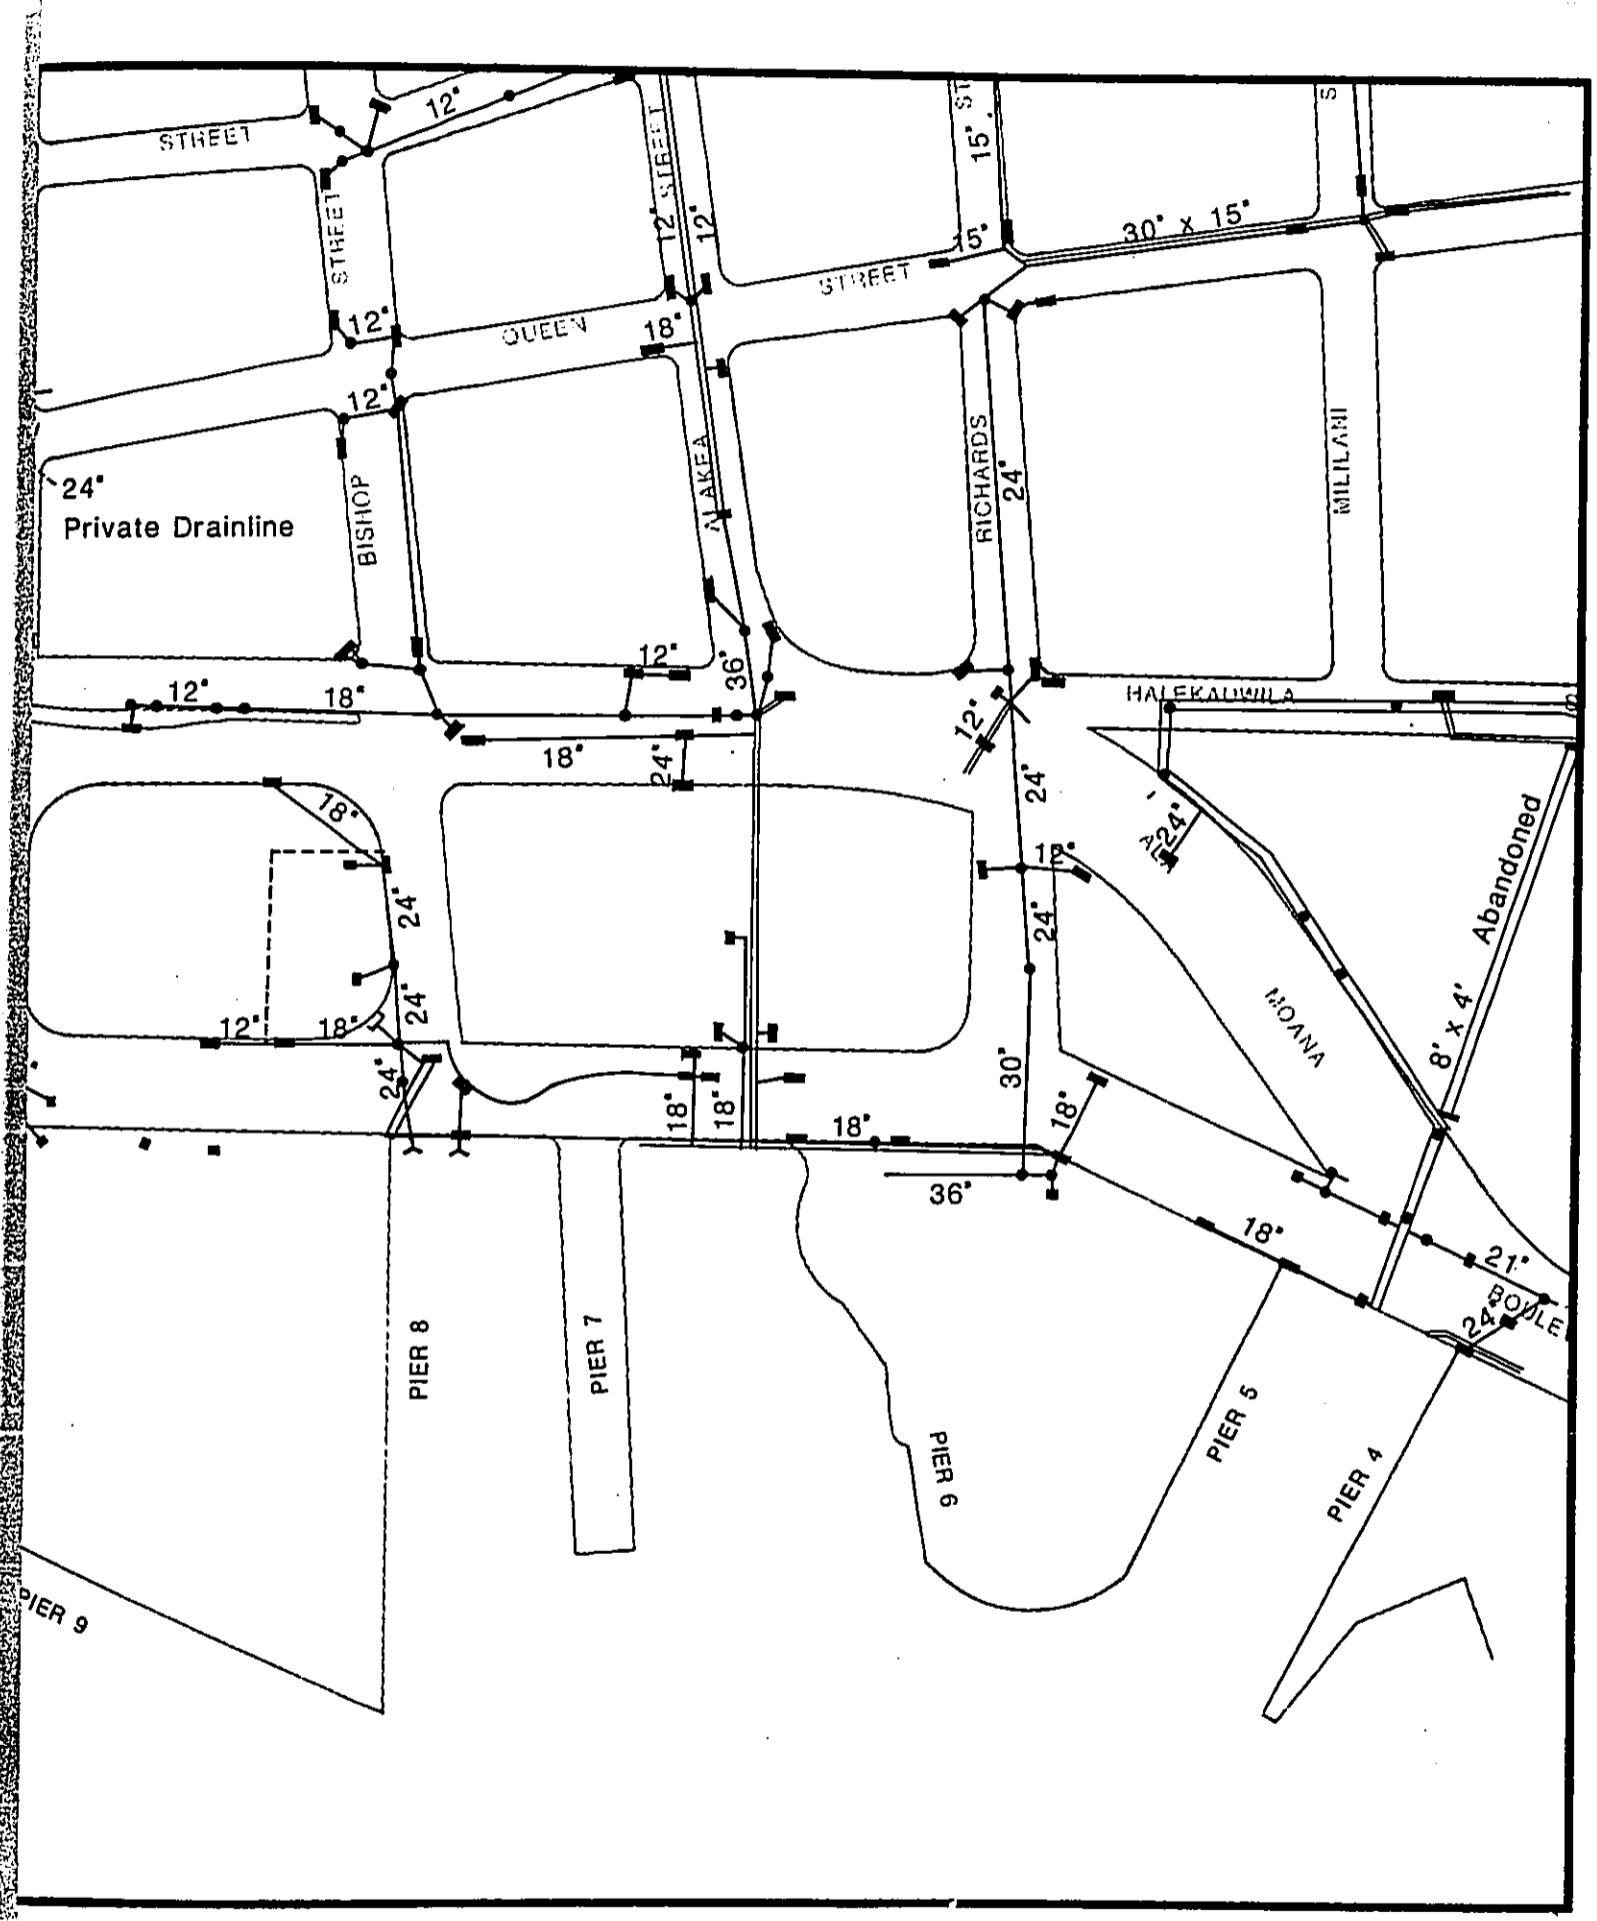 12"
STREET
STREET
ST
15"
S
STREET
12"
12"
15"
30" x 15"
STREET
12"
QUEEN
18"
STREET
12"
24"
Private Drainline
BISHOP
ALAKEA
RICHARDS
24"
MILILANI
12"
36"
12"
18"
HALEKAUWILA
12"
18"
24"
24"
18"
24"
ALA
Abandoned
24"
24"
12"
18"
24"
MOANA
8' x 4'
30"
24"
18"
18"
18"
18"
36"
18"
21"
BOULE
24"
PIER 8
PIER 7
PIER 6
PIER 5
PIER 4
PIER 9